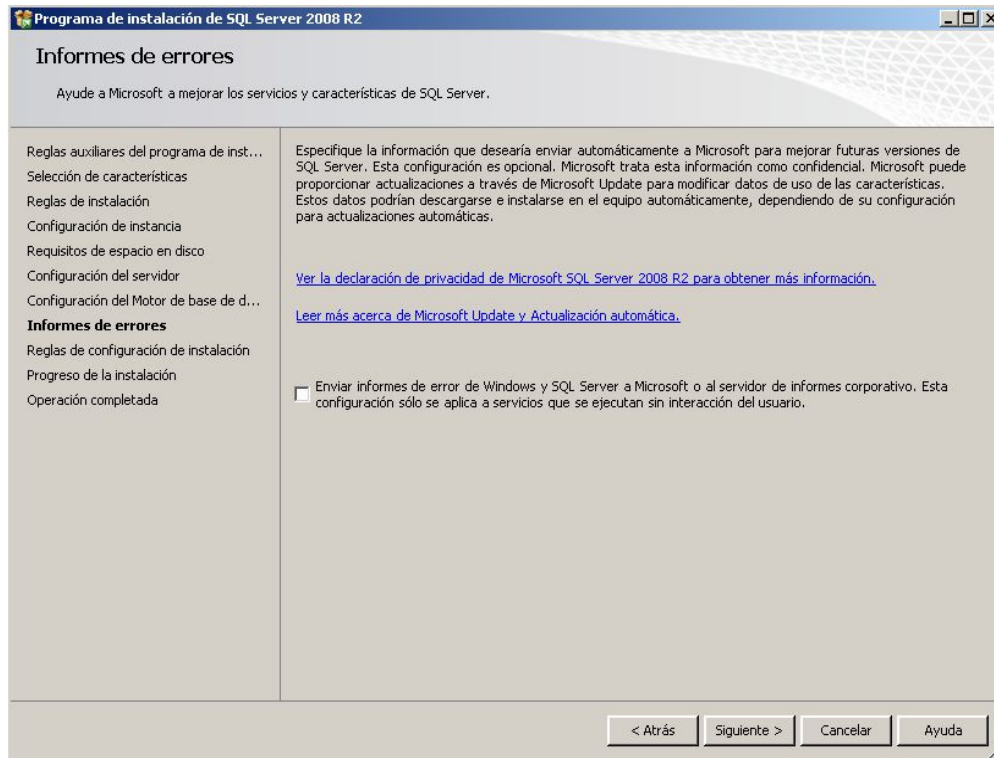 Programa de instalación de SQL Server 2008 R2
Informes de errores
Ayude a Microsoft a mejorar los servicios y características de SQL Server.
Reglas auxiliares del programa de inst...
Selección de características
Reglas de instalación
Configuración de instancia
Requisitos de espacio en disco
Configuración del servidor
Configuración del Motor de base de d...
Informes de errores
Reglas de configuración de instalación
Progreso de la instalación
Operación completada
Especifique la información que desearía enviar automáticamente a Microsoft para mejorar futuras versiones de
SQL Server. Esta configuración es opcional. Microsoft trata esta información como confidencial. Microsoft puede
proporcionar actualizaciones a través de Microsoft Update para modificar datos de uso de las características.
Estos datos podrían descargarse e instalarse en el equipo automáticamente, dependiendo de su configuración
para actualizaciones automáticas.
Ver la declaración de privacidad de Microsoft SQL Server 2008 R2 para obtener más información.
Leer más acerca de Microsoft Update y Actualización automática.
Enviar informes de error de Windows y SQL Server a Microsoft o al servidor de informes corporativo. Esta
configuración sólo se aplica a servicios que se ejecutan sin interacción del usuario.
< Atrás
Siguiente >
Cancelar
Ayuda